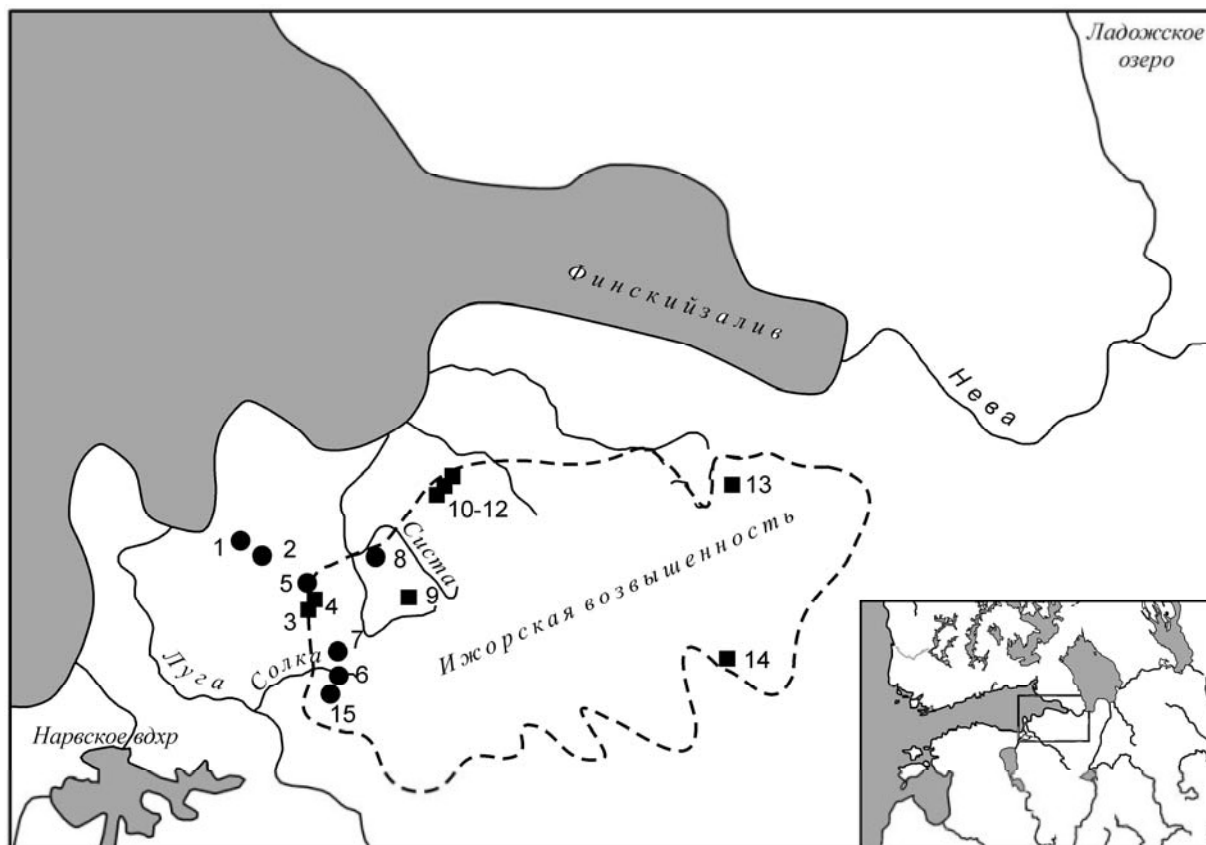 Ладожское
озеро
Финскийзалив
Нева
13
10-12
Систа
1
2
8
5
4
9
3
Ижорская возвышенность
7
Луга
Солка
6
14
15
Нарвское вдхр